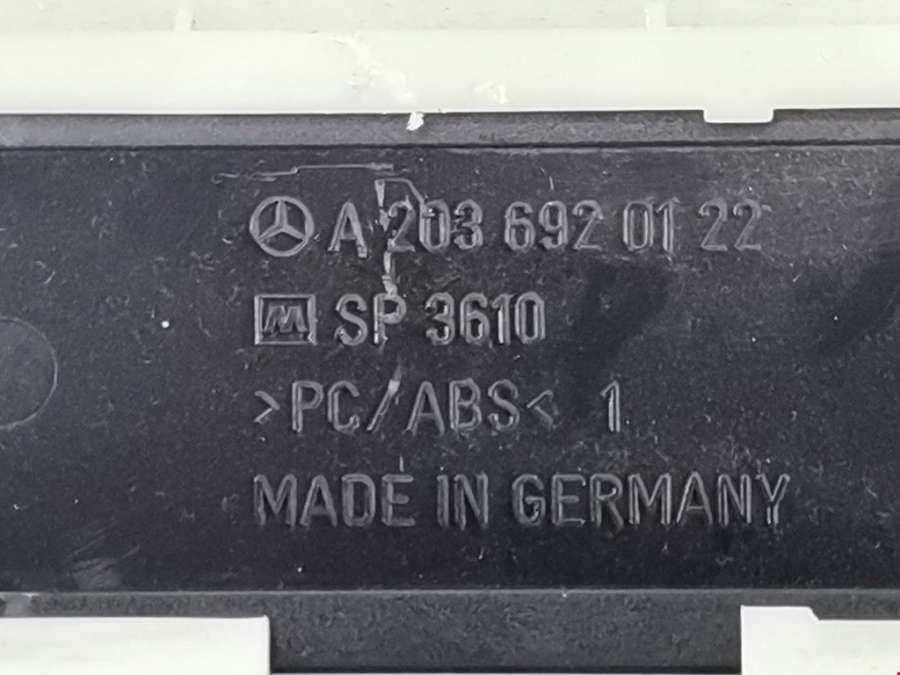 A 203 692 01 22
M SP 3610
>PC/ABS< 1
MADE IN GERMANY